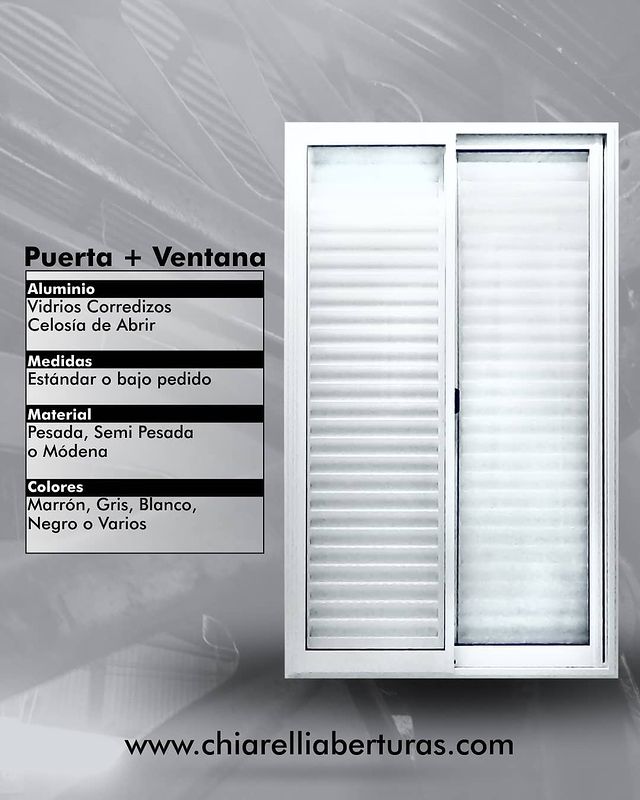 Puerta + Ventana
Aluminio
Vidrios Corredizos
Celosía de Abrir
Medidas
Estándar o bajo pedido
Material
Pesada, Semi Pesada
o Módena
Colores
Marrón, Gris, Blanco,
Negro o Varios
www.chiarelliaberturas.com